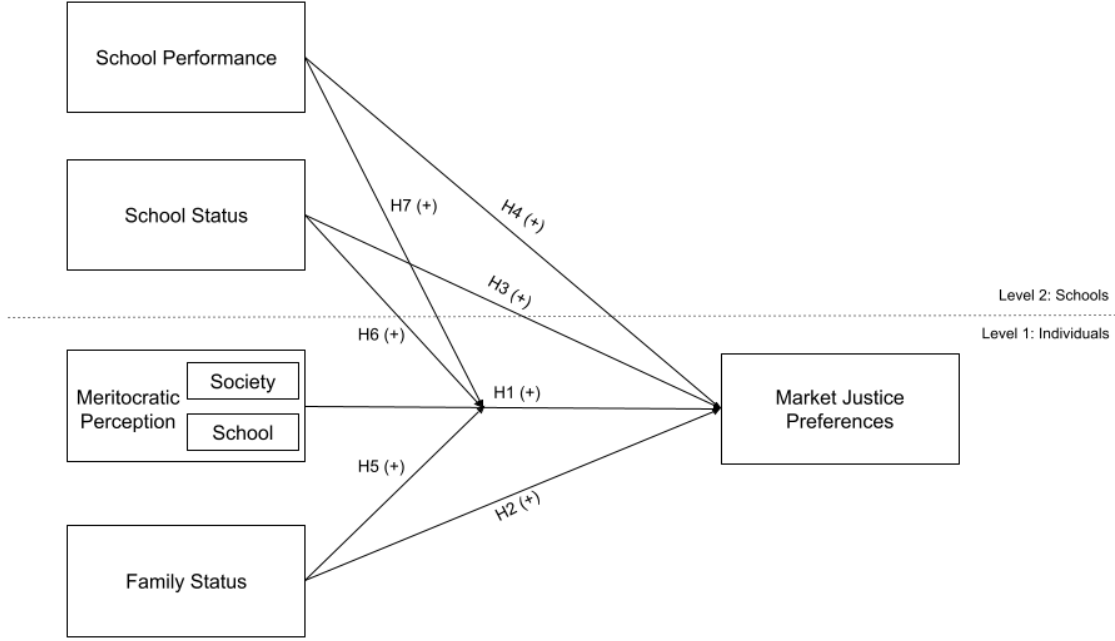 School Performance
School Status
H7 (+)
H4 (+)
H3 (+)
Level 2: Schools
H6 (+)
Level 1: Individuals
Meritocratic
Perception
Society
School
H1 (+)
Market Justice
Preferences
H5 (+)
H2 (+)
Family Status